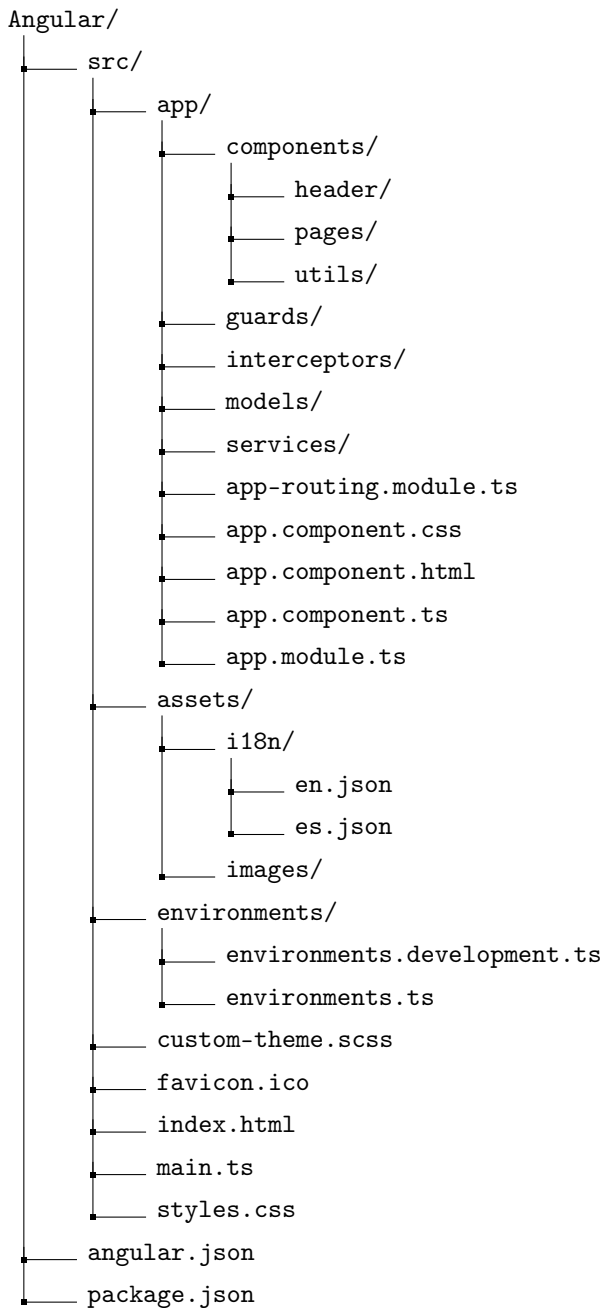 Angular/
src/
app/
components/
header/
pages/
utils/
guards/
interceptors/
models/
services/
app-routing.module.ts
app.component.css
app.component.html
app.component.ts
app.module.ts
assets/
i18n/
en.json
es.json
images/
environments/
environments.development.ts
environments.ts
custom-theme.scss
favicon.ico
index.html
main.ts
styles.css
angular.json
package.json